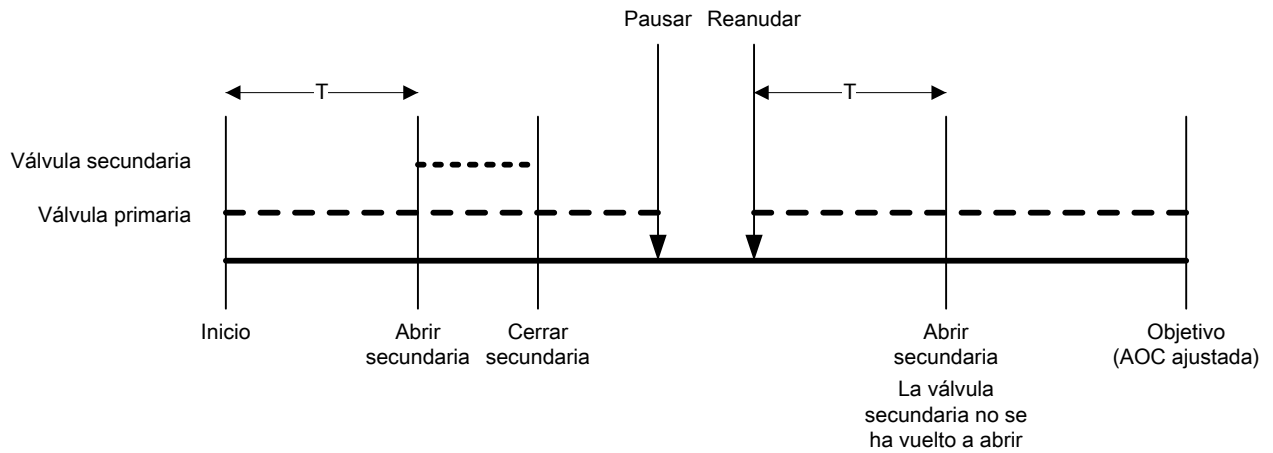 Pausar
Reanudar
T
T
Válvula secundaria
Válvula primaria
Inicio
Abrir
secundaria
Cerrar
secundaria
Abrir
secundaria
La válvula
secundaria no se
ha vuelto a abrir
Objetivo
(AOC ajustada)